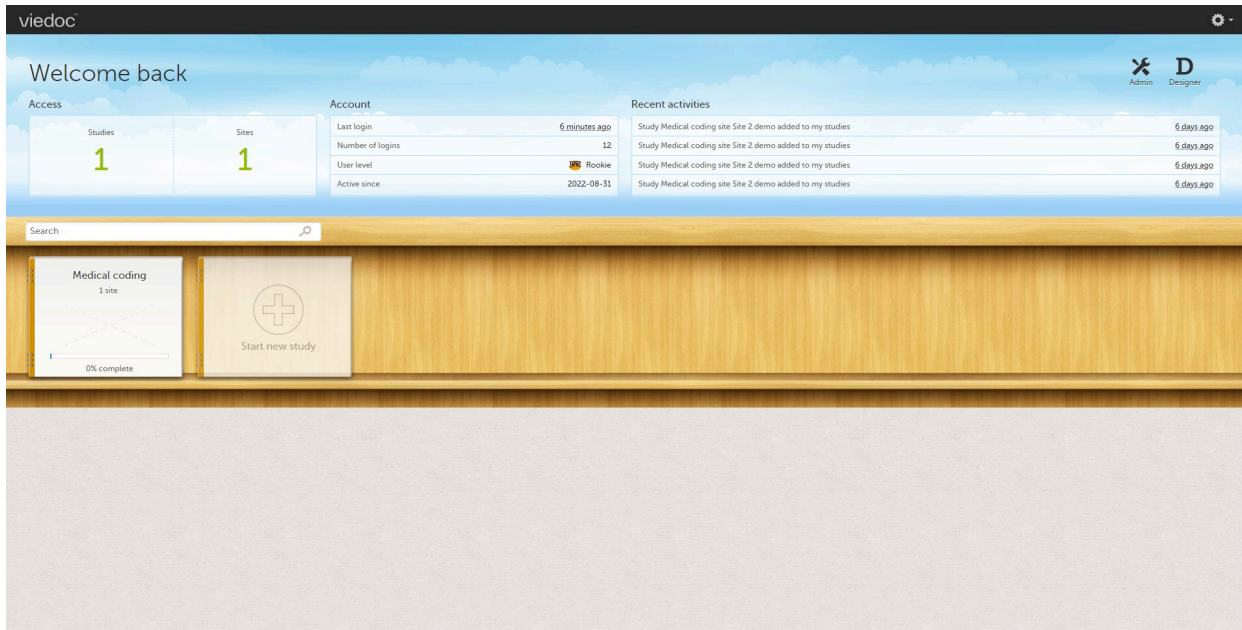 viedoc™
Welcome back
Admin
D
Designer
Access
Studies
1
Sites
1
Account
Last login 6 minutes ago
Number of logins 12
User level Rookie
Active since 2022-08-31
Recent activities
Study Medical coding site Site 2 demo added to my studies 6 days ago
Study Medical coding site Site 2 demo added to my studies 6 days ago
Study Medical coding site Site 2 demo added to my studies 6 days ago
Study Medical coding site Site 2 demo added to my studies 6 days ago
Search
Medical coding
1 site
0% complete
Start new study